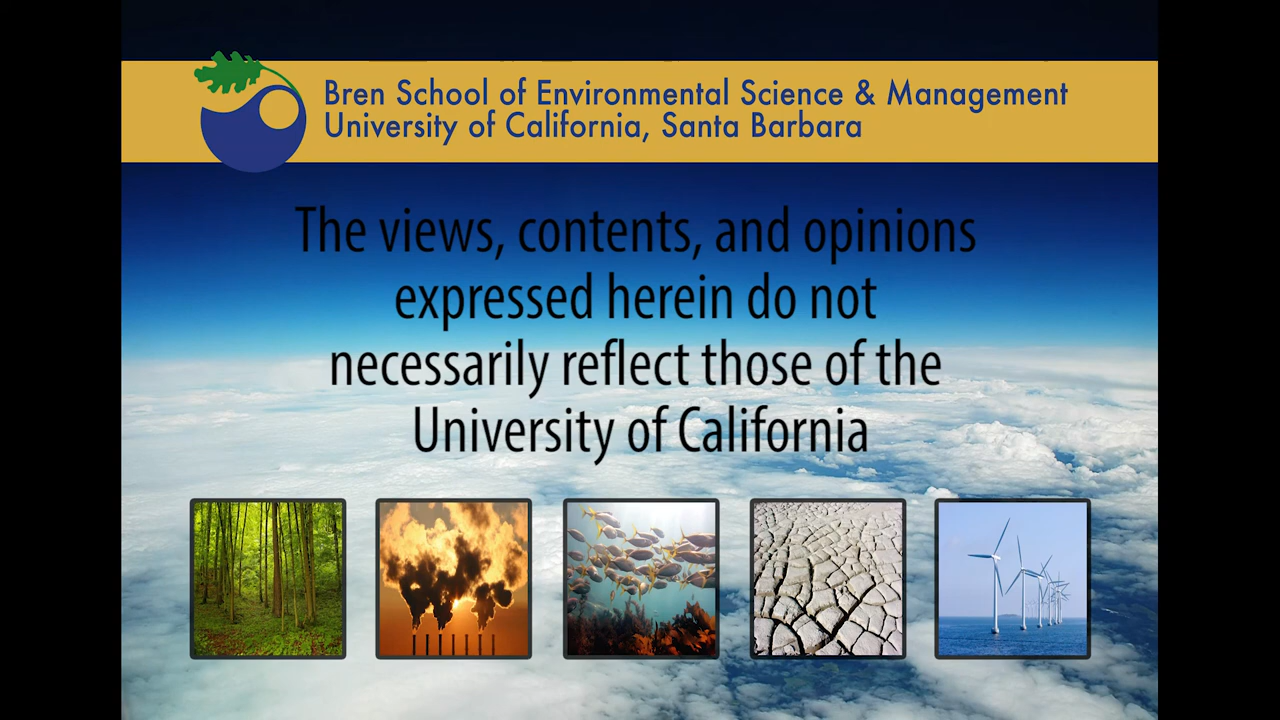 Bren School of Environmental Science & Management
University of California, Santa Barbara
The views, contents, and opinions
expressed herein do not
necessarily reflect those of the
University of California